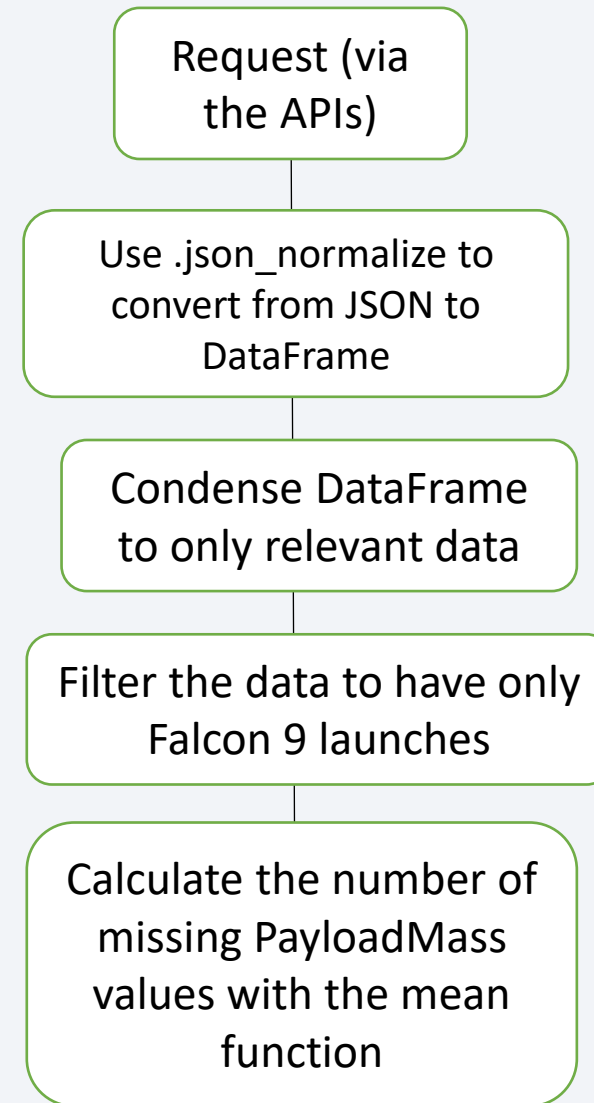 Request (via
the APIs)
Use .json_normalize to
convert from JSON to
DataFrame
Condense DataFrame
to only relevant data
Filter the data to have only
Falcon 9 launches
Calculate the number of
missing PayloadMass
values with the mean
function